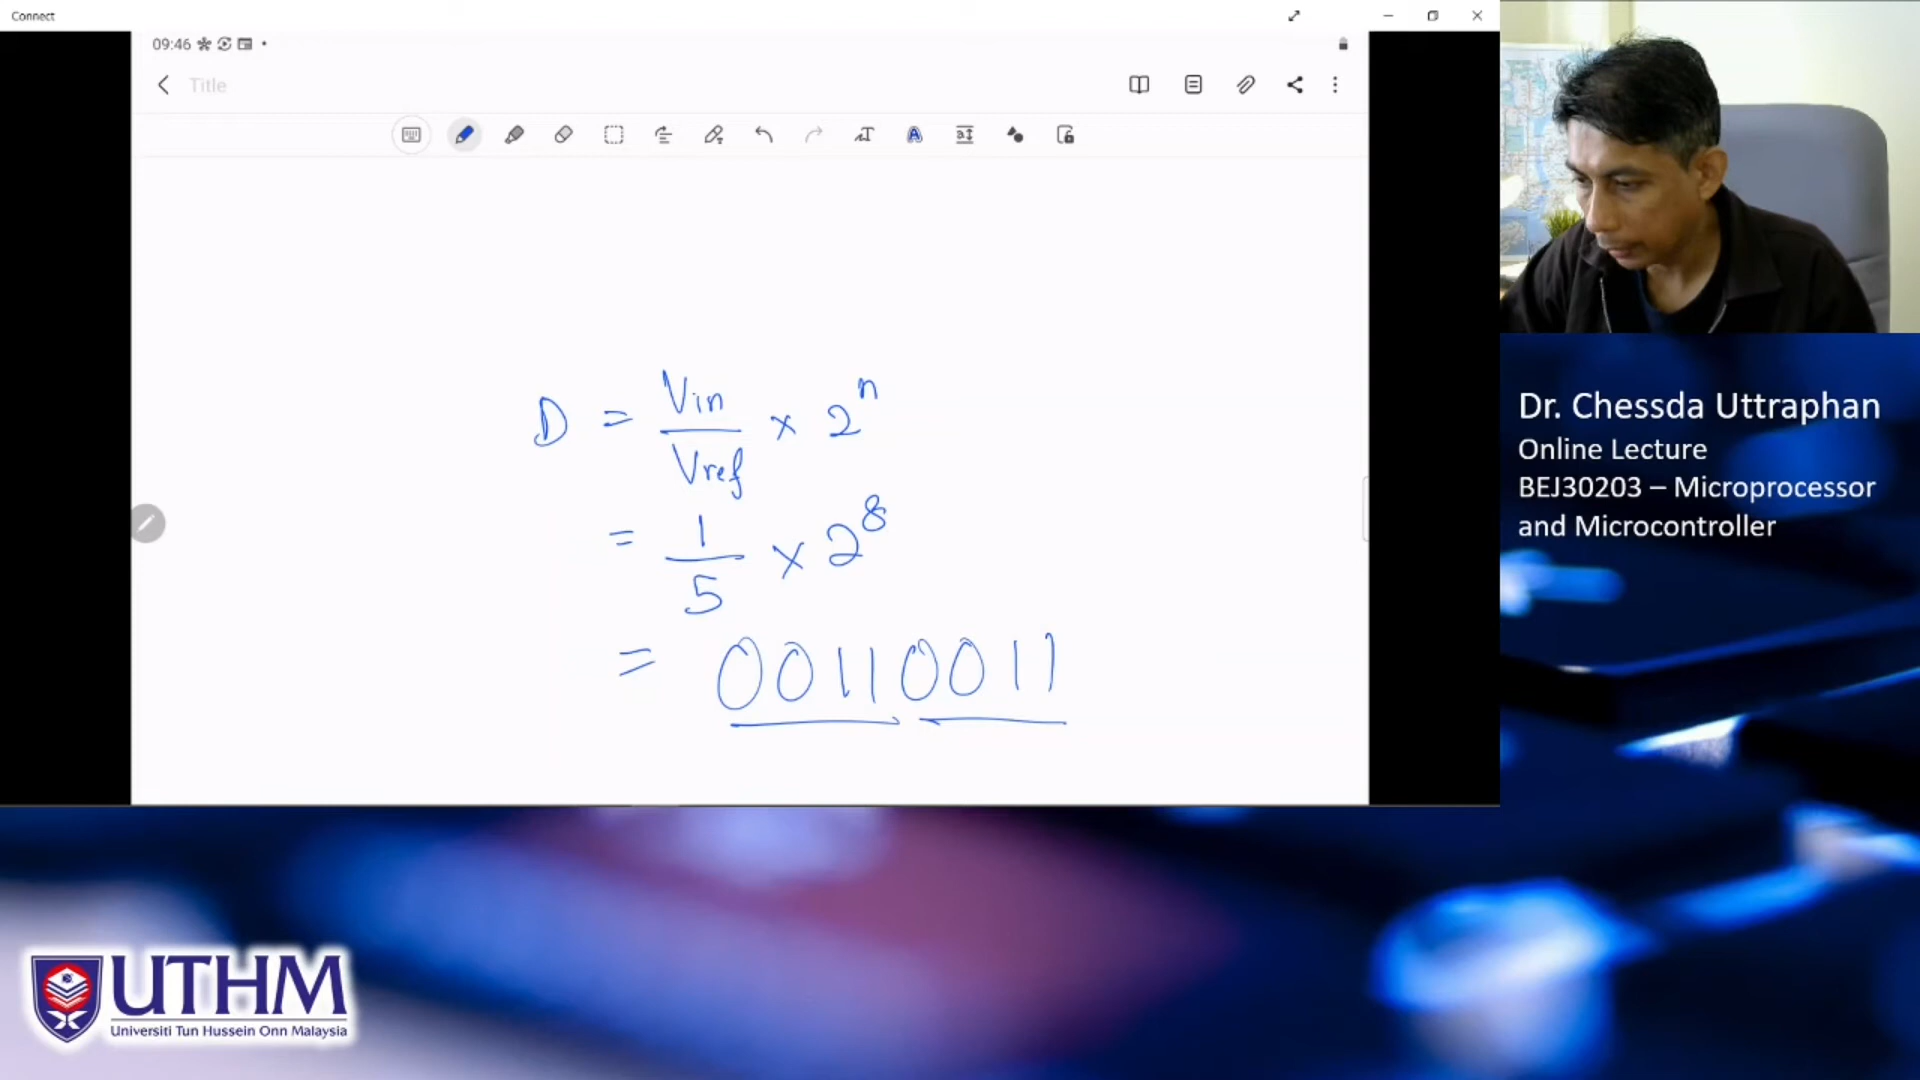 Connect
09:46
Title
D = Vin / Vref × 2^n
= 1 / 5 × 2^8
= 00110011
Dr. Chessda Uttraphan
Online Lecture
BEJ30203 – Microprocessor
and Microcontroller
UTHM
Universiti Tun Hussein Onn Malaysia